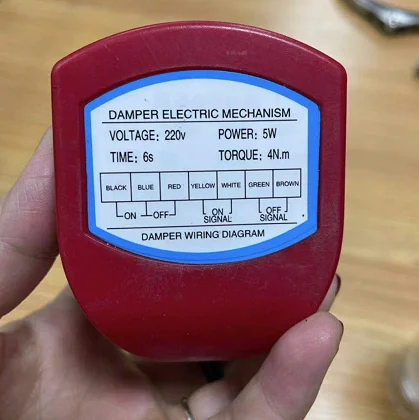 DAMPER ELECTRIC MECHANISM
VOLTAGE: 220v POWER: 5W
TIME: 6s TORQUE: 4N.m
BLACK BLUE RED YELLOW WHITE GREEN BROWN
ON OFF ON SIGNAL OFF SIGNAL
DAMPER WIRING DIAGRAM